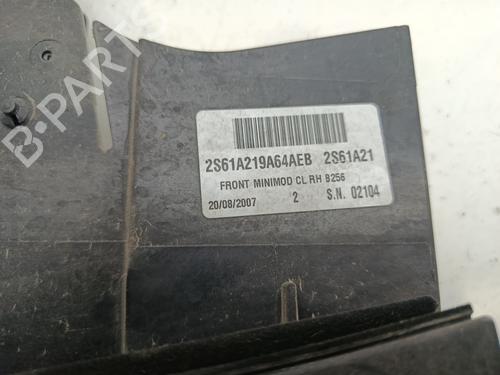 B-PARTS
2S61A219A64AEB 2S61A21
FRONT MINIMOD CL RH B256
20/08/2007 2 S.N. 02104